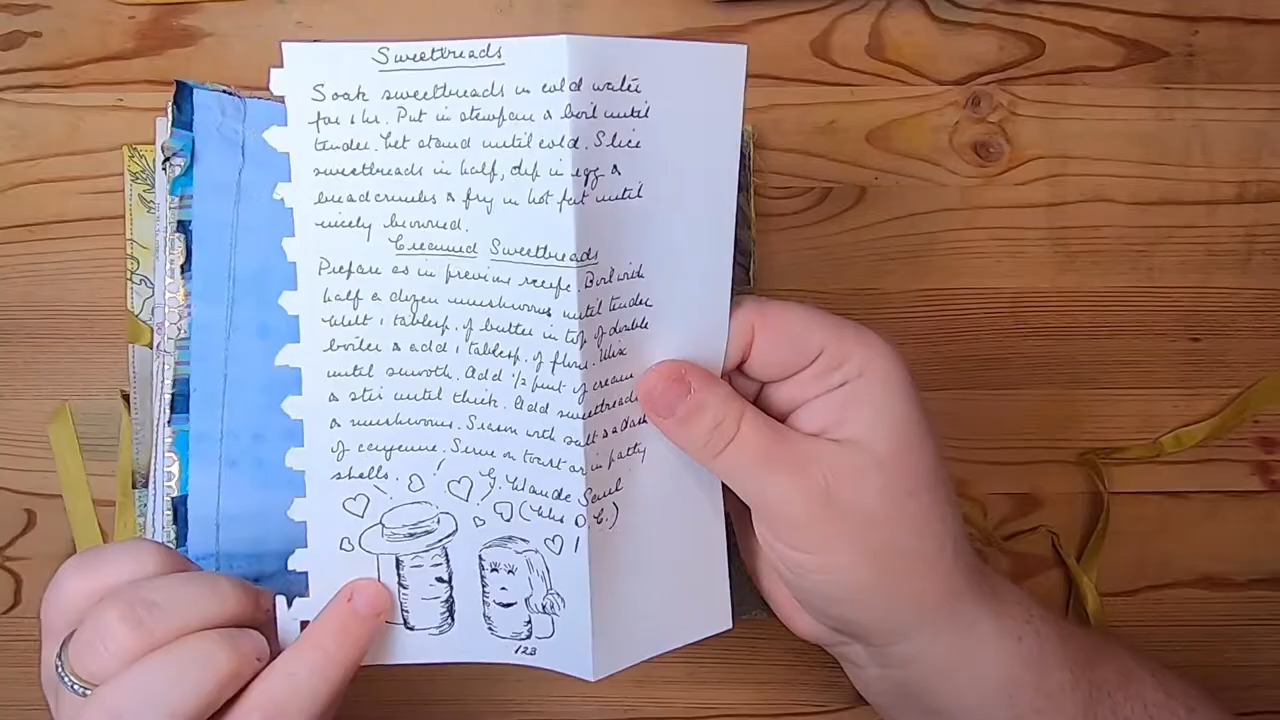 Sweetbreads
Soak sweetbreads in cold water
for 1 hr. Put in stewpan & boil until
tender. Let stand until cold. Slice
sweetbreads in half, dip in egg &
breadcrumbs & fry in hot fat until
nicely browned.
Creamed Sweetbreads
Prepare as in previous recipe. Boil with
half a dozen mushrooms until tender
Melt 1 tablesp. of butter in top of double
boiler & add 1 tablesp. of flour. Mix
until smooth. Add 1/2 pint of cream
& stir until thick. Add sweetbreads
& mushrooms. Season with salt & a dash
of cayenne. Serve on toast or in patty
shells.
G. Maude Saul
(Mrs D. C.)
123